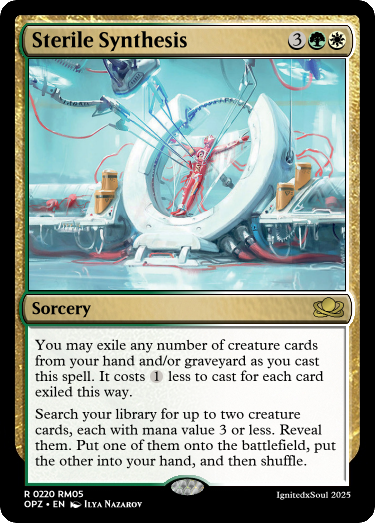 Sterile Synthesis 3
Sorcery
You may exile any number of creature cards
from your hand and/or graveyard as you cast
this spell. It costs 1 less to cast for each card
exiled this way.
Search your library for up to two creature
cards, each with mana value 3 or less. Reveal
them. Put one of them onto the battlefield, put
the other into your hand, and then shuffle.
R 0220 RM05
OPZ • EN Ilya Nazarov
IgnitedxSoul 2025